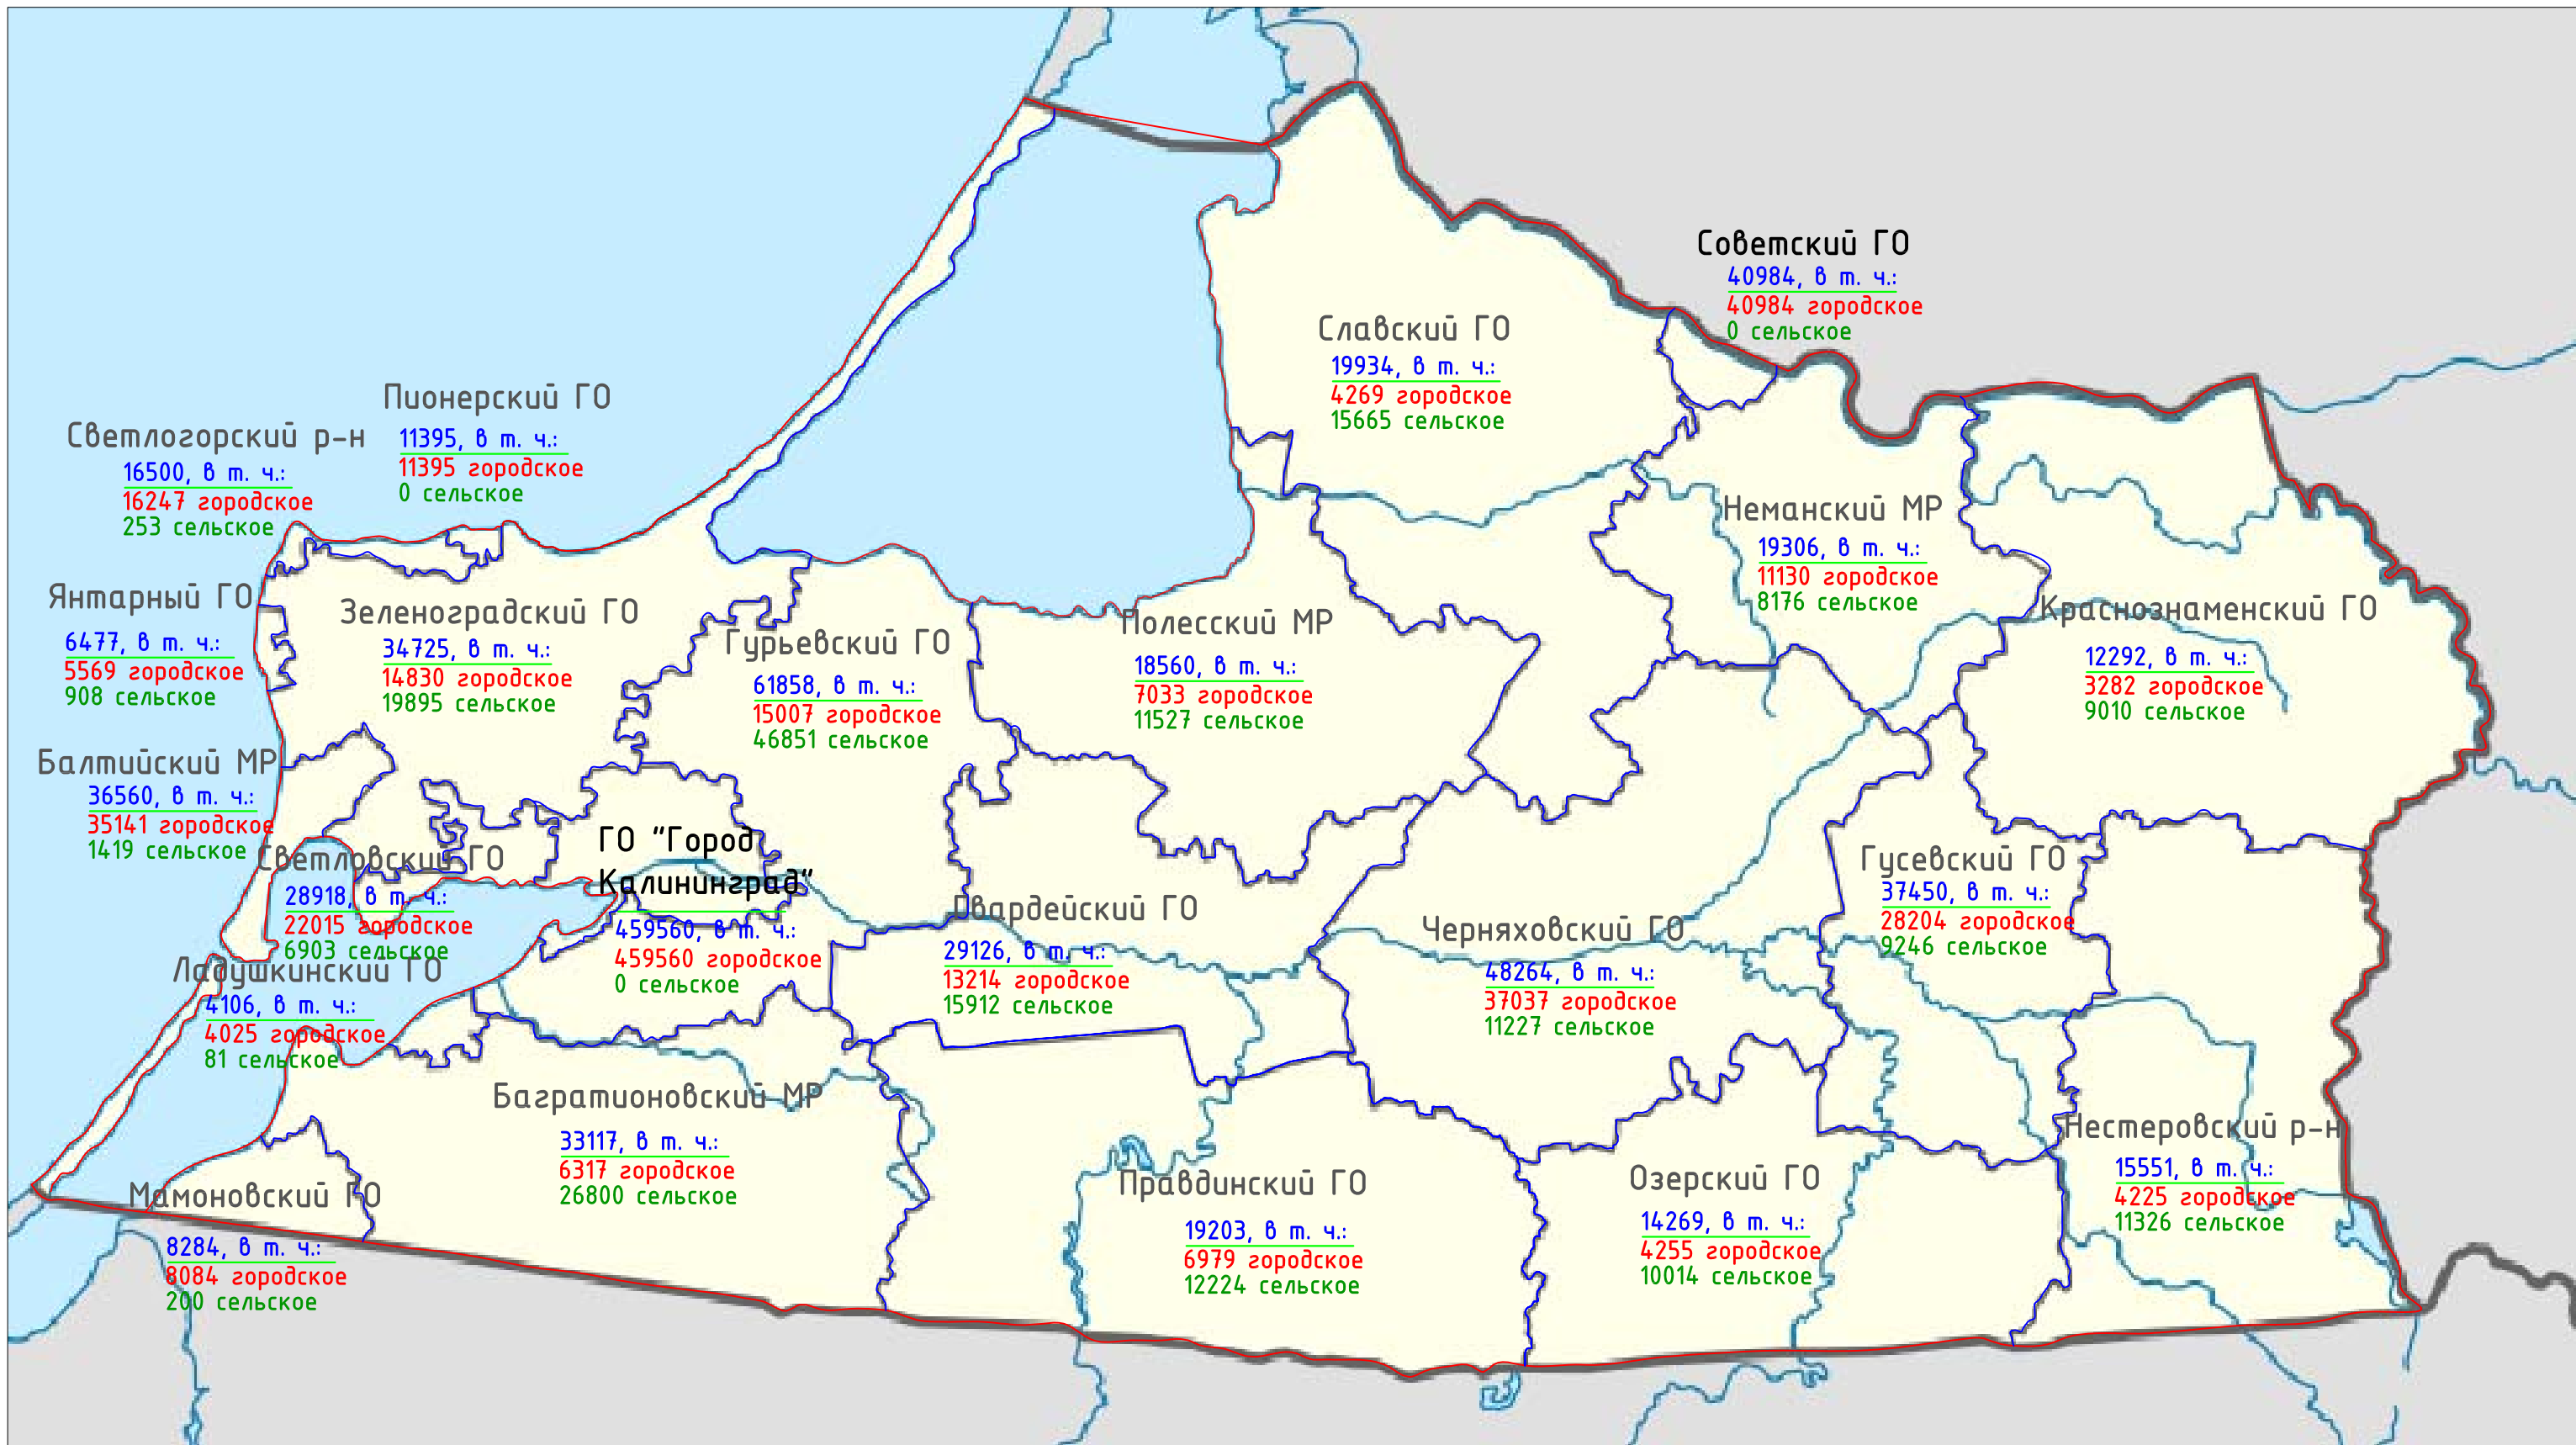 Советский ГО
40984, в т. ч.:
40984 городское
0 сельское
Славский ГО
19934, в т. ч.:
4269 городское
15665 сельское
Пионерский ГО
11395, в т. ч.:
11395 городское
0 сельское
Светлогорский р-н
16500, в т. ч.:
16247 городское
253 сельское
Неманский МР
19306, в т. ч.:
11130 городское
8176 сельское
Янтарный ГО
6477, в т. ч.:
5569 городское
908 сельское
Зеленоградский ГО
34725, в т. ч.:
14830 городское
19895 сельское
Гурьевский ГО
61858, в т. ч.:
15007 городское
46851 сельское
Полесский МР
18560, в т. ч.:
7033 городское
11527 сельское
Краснознаменский ГО
12292, в т. ч.:
3282 городское
9010 сельское
Балтийский МР
36560, в т. ч.:
35141 городское
1419 сельское
Светловский ГО
28918, в т. ч.:
22015 городское
6903 сельское
ГО "Город
Калининград"
459560, в т. ч.:
459560 городское
0 сельское
Гвардейский ГО
29126, в т. ч.:
13214 городское
15912 сельское
Черняховский ГО
48264, в т. ч.:
37037 городское
11227 сельское
Гусевский ГО
37450, в т. ч.:
28204 городское
9246 сельское
Ладушкинский ГО
4106, в т. ч.:
4025 городское
81 сельское
Багратионовский МР
33117, в т. ч.:
6317 городское
26800 сельское
Мамоновский ГО
8284, в т. ч.:
8084 городское
200 сельское
Правдинский ГО
19203, в т. ч.:
6979 городское
12224 сельское
Озерский ГО
14269, в т. ч.:
4255 городское
10014 сельское
Нестеровский р-н
15551, в т. ч.:
4225 городское
11326 сельское